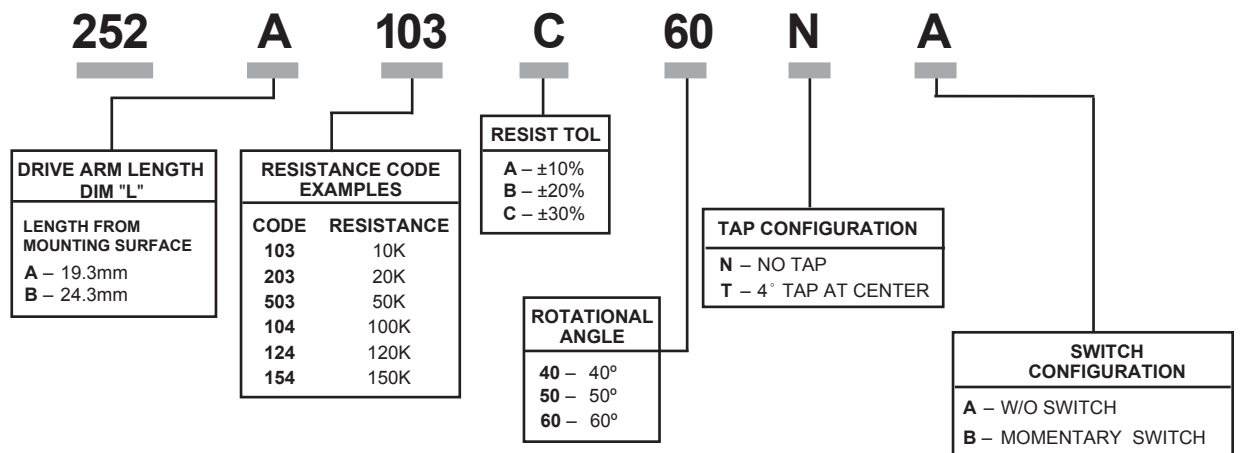 252 A 103 C 60 N A
DRIVE ARM LENGTH
DIM "L"
LENGTH FROM
MOUNTING SURFACE
A – 19.3mm
B – 24.3mm
RESISTANCE CODE
EXAMPLES
CODE RESISTANCE
103 10K
203 20K
503 50K
104 100K
124 120K
154 150K
RESIST TOL
A – ±10%
B – ±20%
C – ±30%
ROTATIONAL
ANGLE
40 – 40º
50 – 50º
60 – 60º
TAP CONFIGURATION
N – NO TAP
T – 4° TAP AT CENTER
SWITCH
CONFIGURATION
A – W/O SWITCH
B – MOMENTARY SWITCH